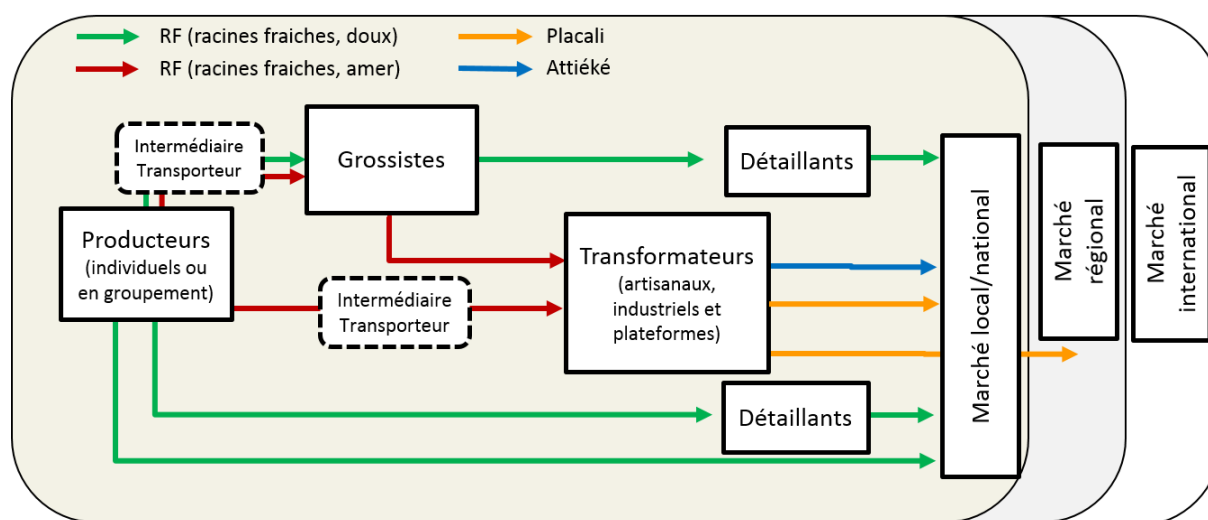 RF (racines fraiches, doux)
Placali
RF (racines fraiches, amer)
Attiéké
Intermédiaire
Transporteur
Grossistes
Détaillants
Producteurs
(individuels ou
en groupement)
Transformateurs
(artisanaux,
industriels et
plateformes)
Intermédiaire
Transporteur
Détaillants
Marché local/national
Marché
régional
Marché
international